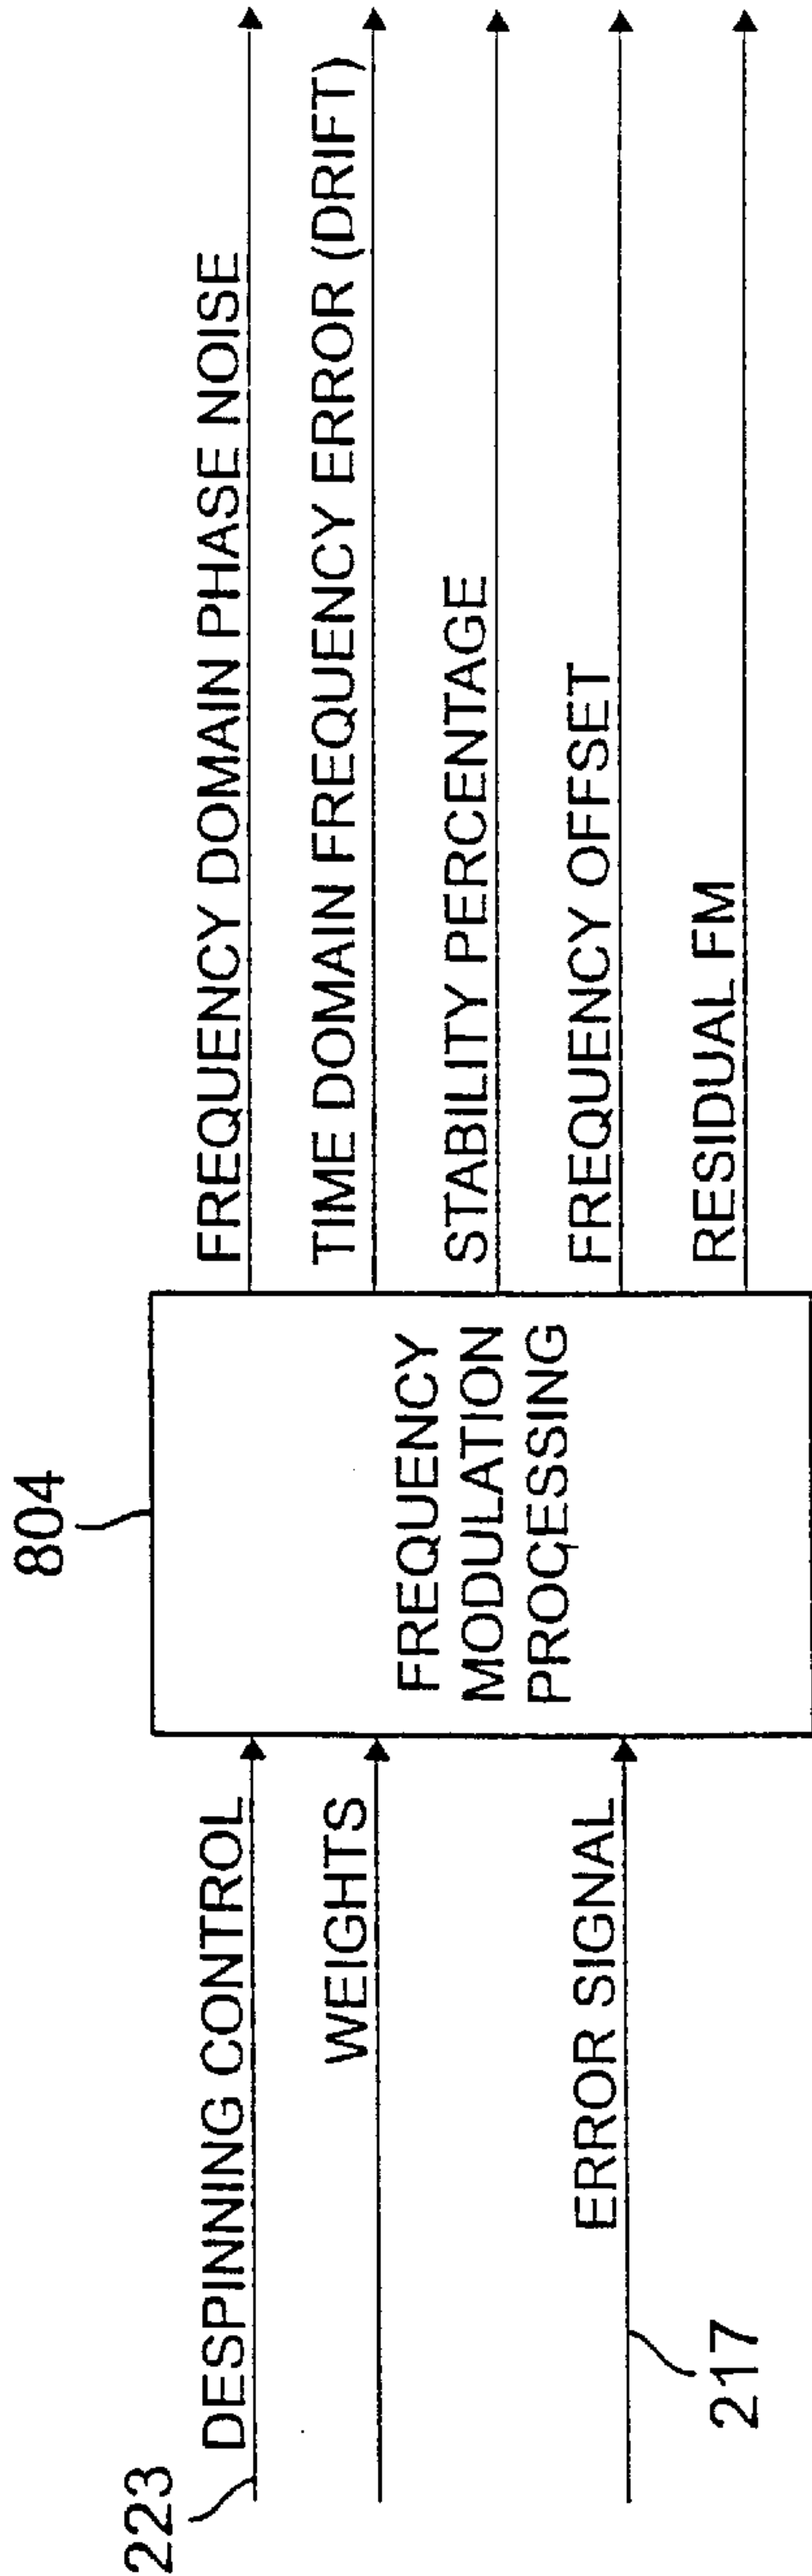 804
223
DESPINNING CONTROL
WEIGHTS
ERROR SIGNAL
217
FREQUENCY
MODULATION
PROCESSING
FREQUENCY DOMAIN PHASE NOISE
TIME DOMAIN FREQUENCY ERROR (DRIFT)
STABILITY PERCENTAGE
FREQUENCY OFFSET
RESIDUAL FM